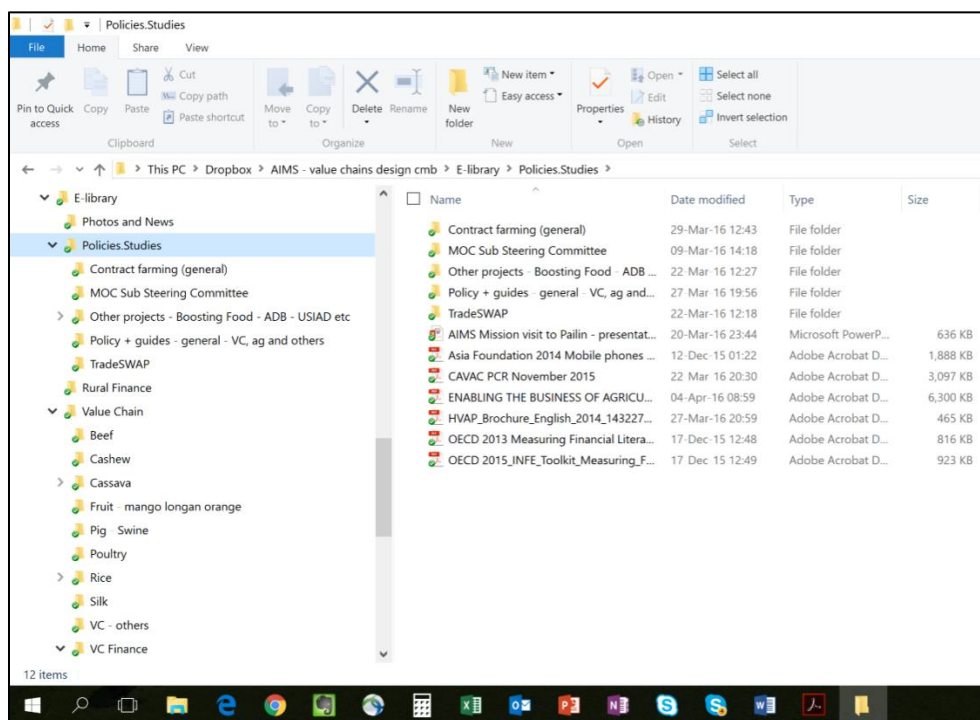 Policies.Studies
File Home Share View
Pin to Quick access
Copy
Paste
Cut
Copy path
Paste shortcut
Move to
Copy to
Delete
Rename
New folder
New item
Easy access
Properties
Open
Edit
History
Select all
Select none
Invert selection
Clipboard Organize New Open Select
This PC > Dropbox > AIMS - value chains design cmb > E-library > Policies.Studies >
E-library
Photos and News
Policies.Studies
Contract farming (general)
MOC Sub Steering Committee
Other projects - Boosting Food - ADB - USIAD etc
Policy + guides - general - VC, ag and others
TradeSWAP
Rural Finance
Value Chain
Beef
Cashew
Cassava
Fruit - mango longan orange
Pig - Swine
Poultry
Rice
Silk
VC - others
VC Finance
Name Date modified Type Size
Contract farming (general) 29-Mar-16 12:43 File folder
MOC Sub Steering Committee 09-Mar-16 14:18 File folder
Other projects - Boosting Food - ADB ... 22-Mar-16 12:27 File folder
Policy + guides - general - VC, ag and... 27-Mar-16 19:56 File folder
TradeSWAP 22-Mar-16 12:18 File folder
AIMS Mission visit to Pailin - presentat... 20-Mar-16 23:44 Microsoft PowerP... 636 KB
Asia Foundation 2014 Mobile phones ... 12-Dec-15 01:22 Adobe Acrobat D... 1,888 KB
CAVAC PCR November 2015 22-Mar-16 20:30 Adobe Acrobat D... 3,097 KB
ENABLING THE BUSINESS OF AGRICU... 04-Apr-16 08:59 Adobe Acrobat D... 6,300 KB
HVAP_Brochure_English_2014_143227... 27-Mar-16 20:59 Adobe Acrobat D... 465 KB
OECD 2013 Measuring Financial Litera... 17-Dec-15 12:48 Adobe Acrobat D... 816 KB
OECD 2015_INFE_Toolkit_Measuring_F... 17-Dec-15 12:49 Adobe Acrobat D... 923 KB
12 items